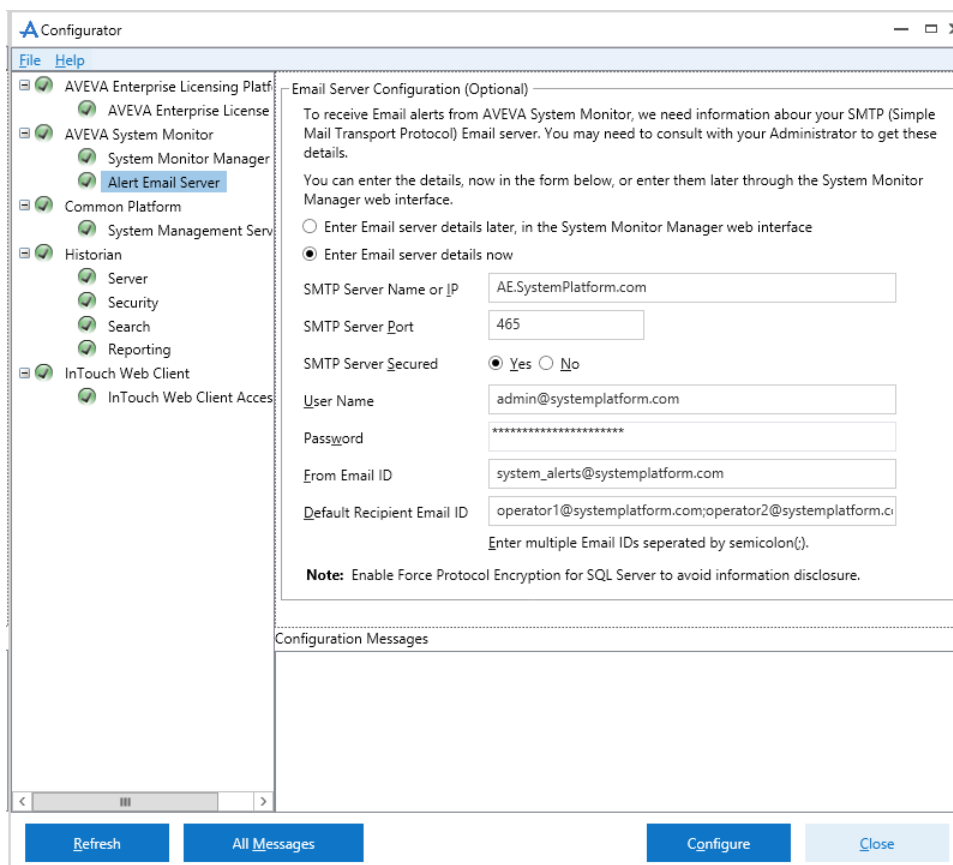 Configurator
File Help
AVEVA Enterprise Licensing Platf
AVEVA Enterprise License
AVEVA System Monitor
System Monitor Manager
Alert Email Server
Common Platform
System Management Serv
Historian
Server
Security
Search
Reporting
InTouch Web Client
InTouch Web Client Acces
Email Server Configuration (Optional)
To receive Email alerts from AVEVA System Monitor, we need information abour your SMTP (Simple
Mail Transport Protocol) Email server. You may need to consult with your Administrator to get these
details.
You can enter the details, now in the form below, or enter them later through the System Monitor
Manager web interface.
Enter Email server details later, in the System Monitor Manager web interface
Enter Email server details now
SMTP Server Name or IP AE.SystemPlatform.com
SMTP Server Port 465
SMTP Server Secured Yes No
User Name admin@systemplatform.com
Password **********************
From Email ID system_alerts@systemplatform.com
Default Recipient Email ID operator1@systemplatform.com;operator2@systemplatform.c
Enter multiple Email IDs seperated by semicolon(;).
Note: Enable Force Protocol Encryption for SQL Server to avoid information disclosure.
Configuration Messages
Refresh All Messages Configure Close